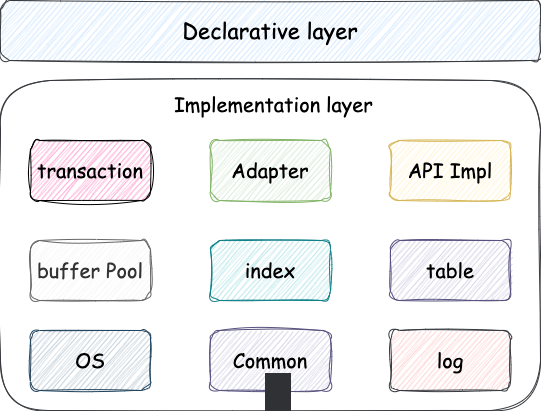 Declarative layer
Implementation layer
transaction
Adapter
API Impl
buffer Pool
index
table
OS
Common
log